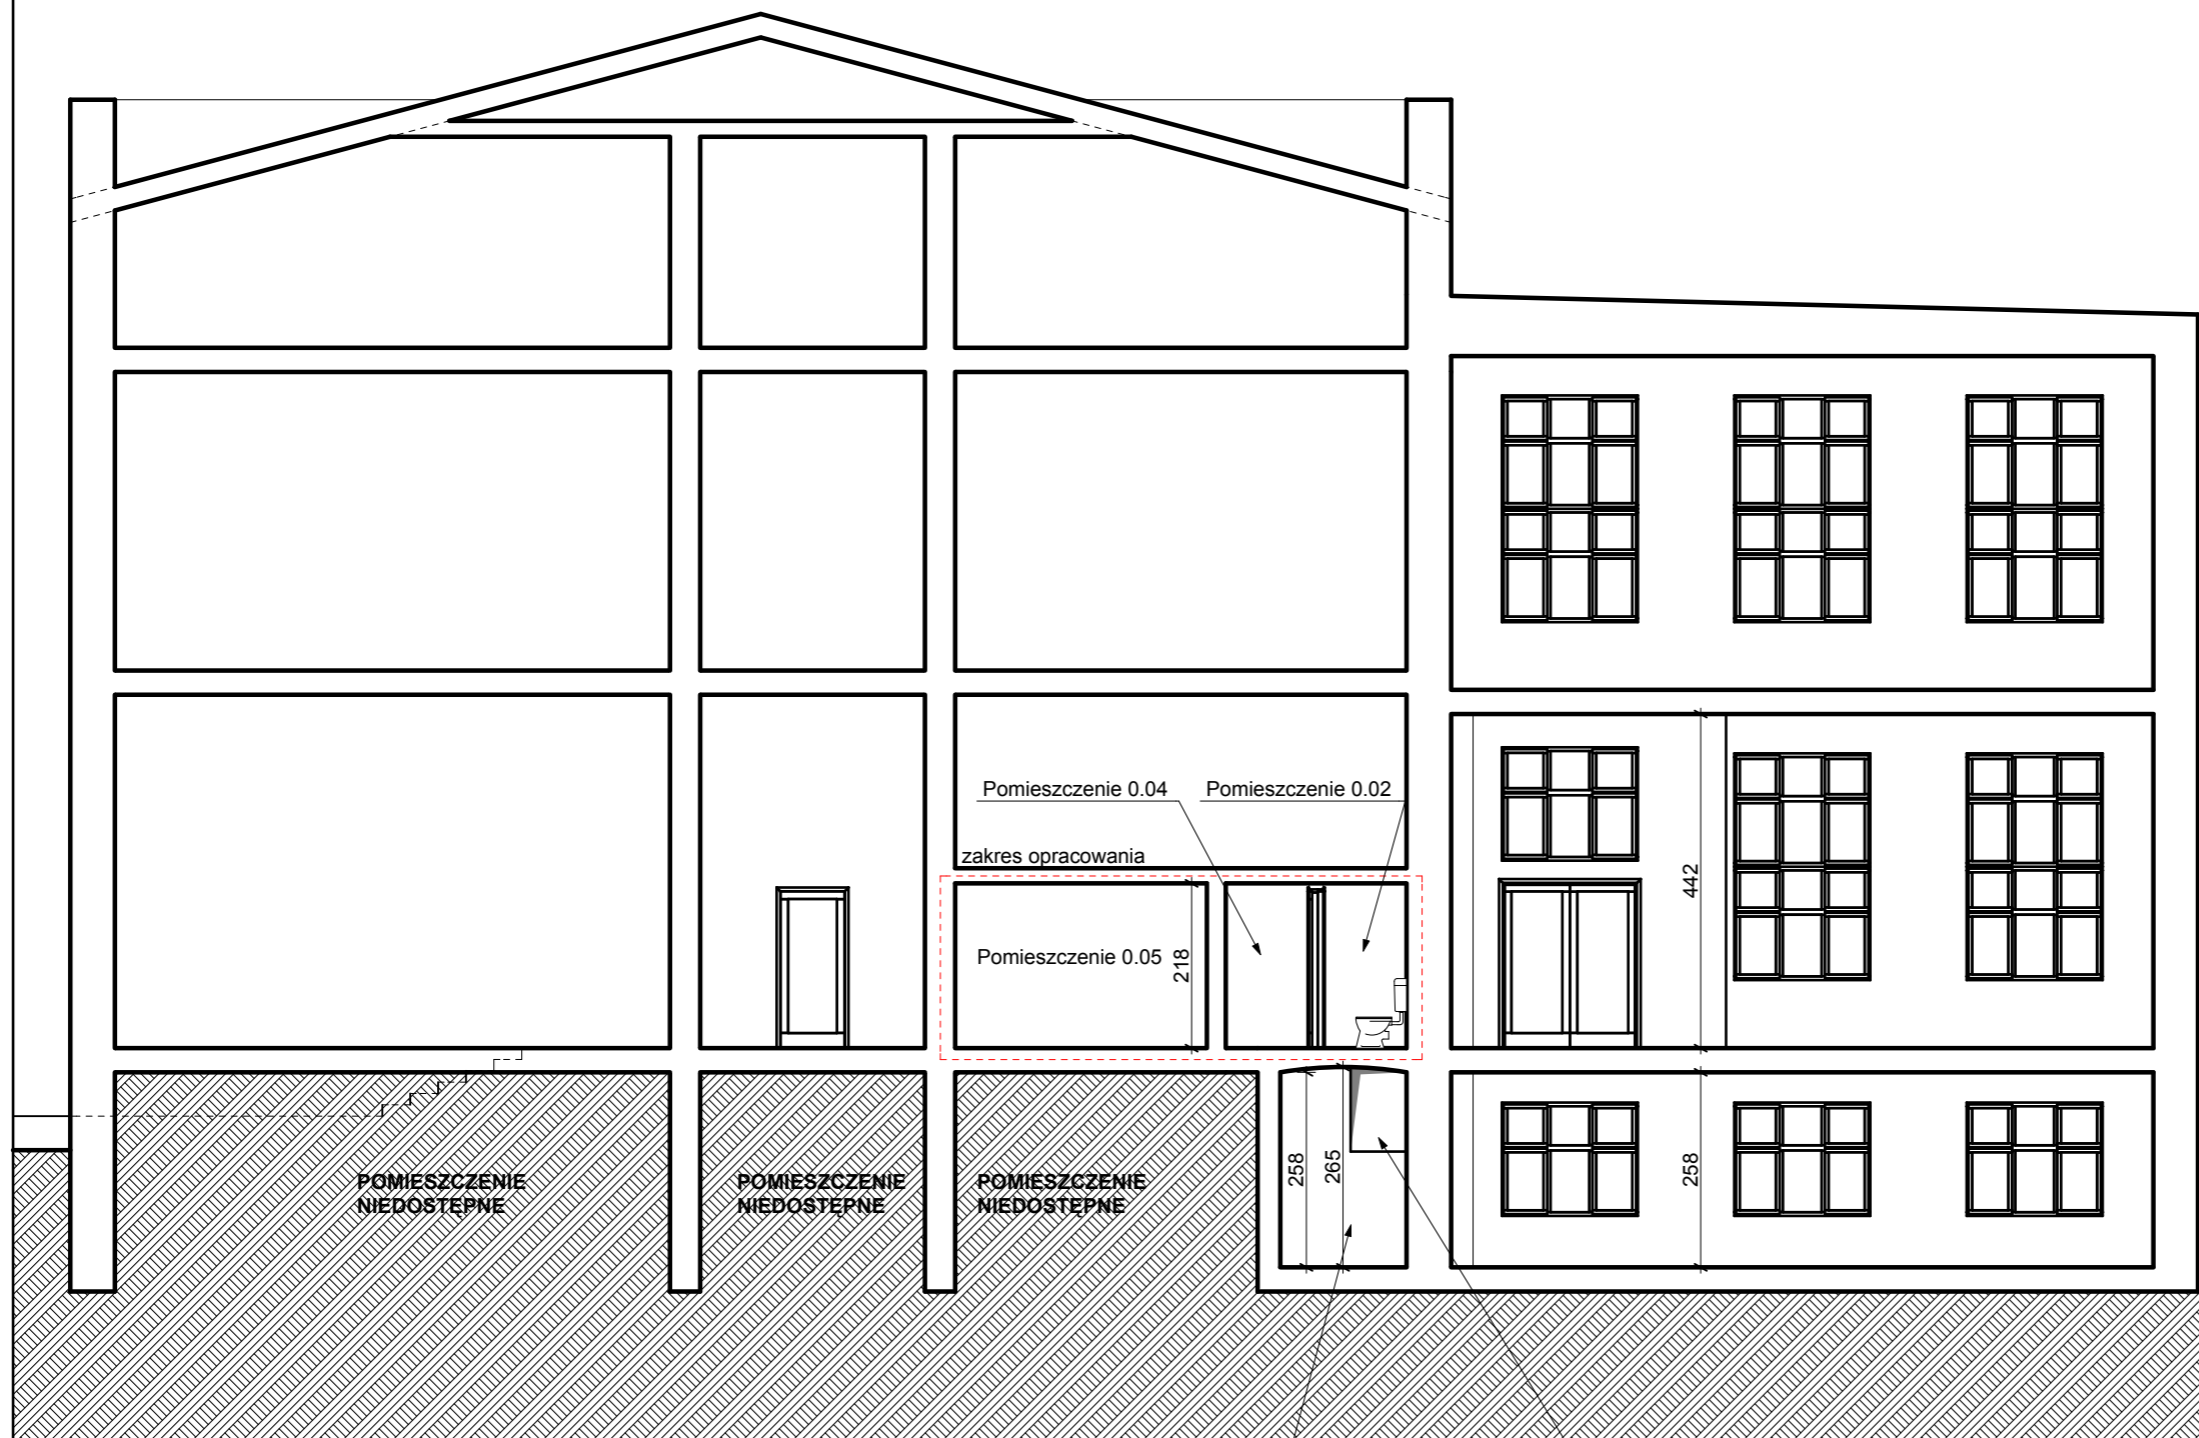 Pomieszczenie 0.04
Pomieszczenie 0.02
zakres opracowania
442
Pomieszczenie 0.05
218
POMIESZCZENIE
NIEDOSTĘPNE
POMIESZCZENIE
NIEDOSTĘPNE
POMIESZCZENIE
NIEDOSTĘPNE
258
265
258